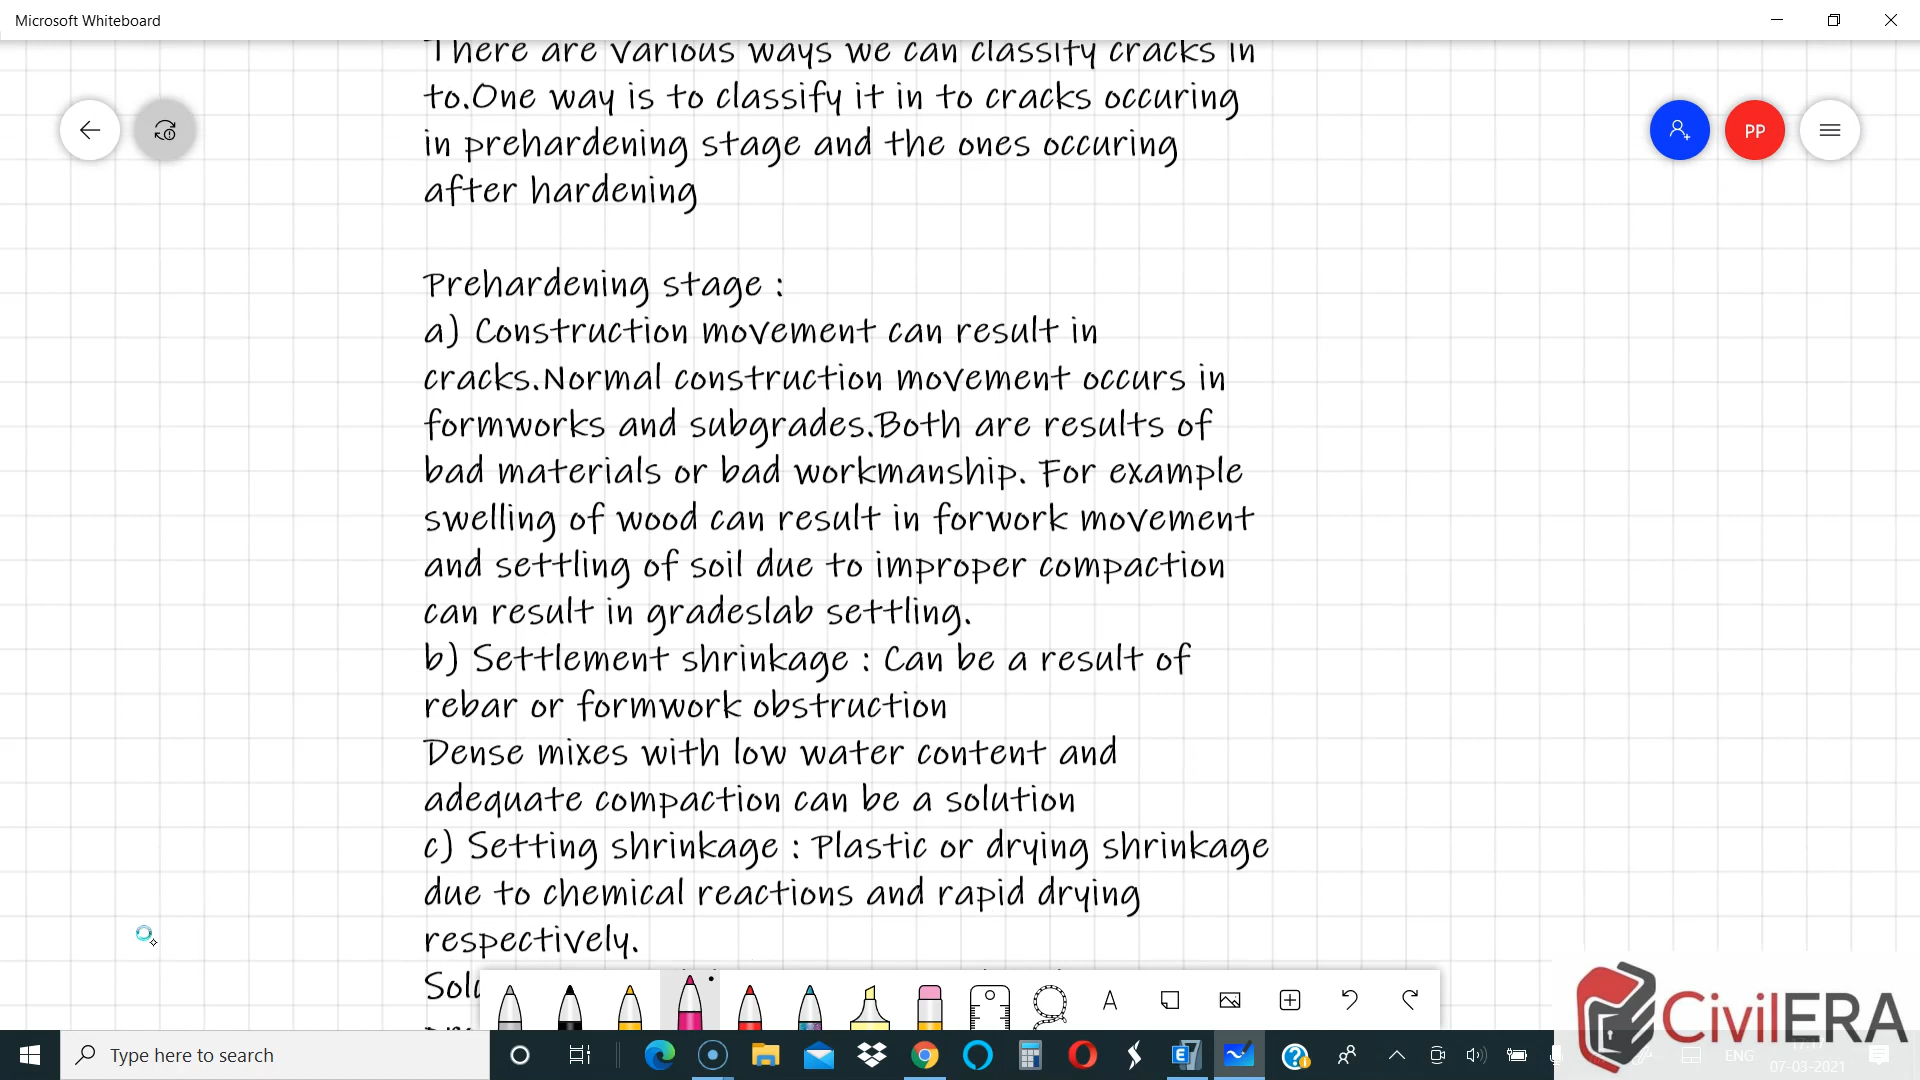 Microsoft Whiteboard
There are various ways we can classify cracks in
to.One way is to classify it in to cracks occuring
in prehardening stage and the ones occuring
after hardening
PP
Prehardening stage :
a) Construction movement can result in
cracks.Normal construction movement occurs in
formworks and subgrades.Both are results of
bad materials or bad workmanship. For example
swelling of wood can result in forwork movement
and settling of soil due to improper compaction
can result in gradeslab settling.
b) Settlement shrinkage : Can be a result of
rebar or formwork obstruction
Dense mixes with low water content and
adequate compaction can be a solution
c) Setting shrinkage : Plastic or drying shrinkage
due to chemical reactions and rapid drying
respectively.
CivilERA
Type here to search
ENG
07-03-2021